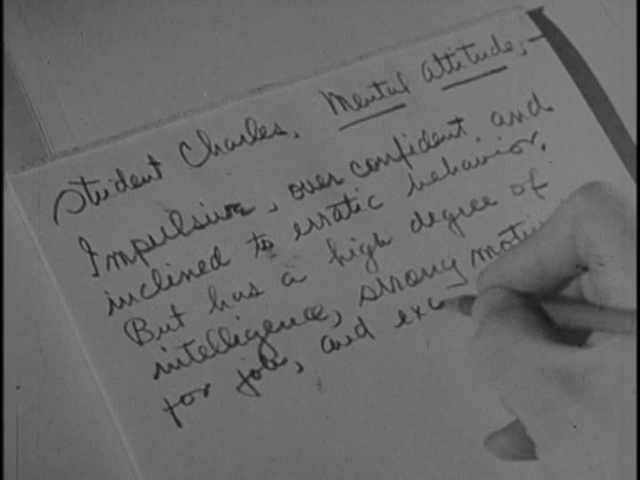 Student Charles, Mental Attitude,-
Impulsive, over confident, and
inclined to erratic behavior.
But has a high degree of
intelligence, strong
for job, and